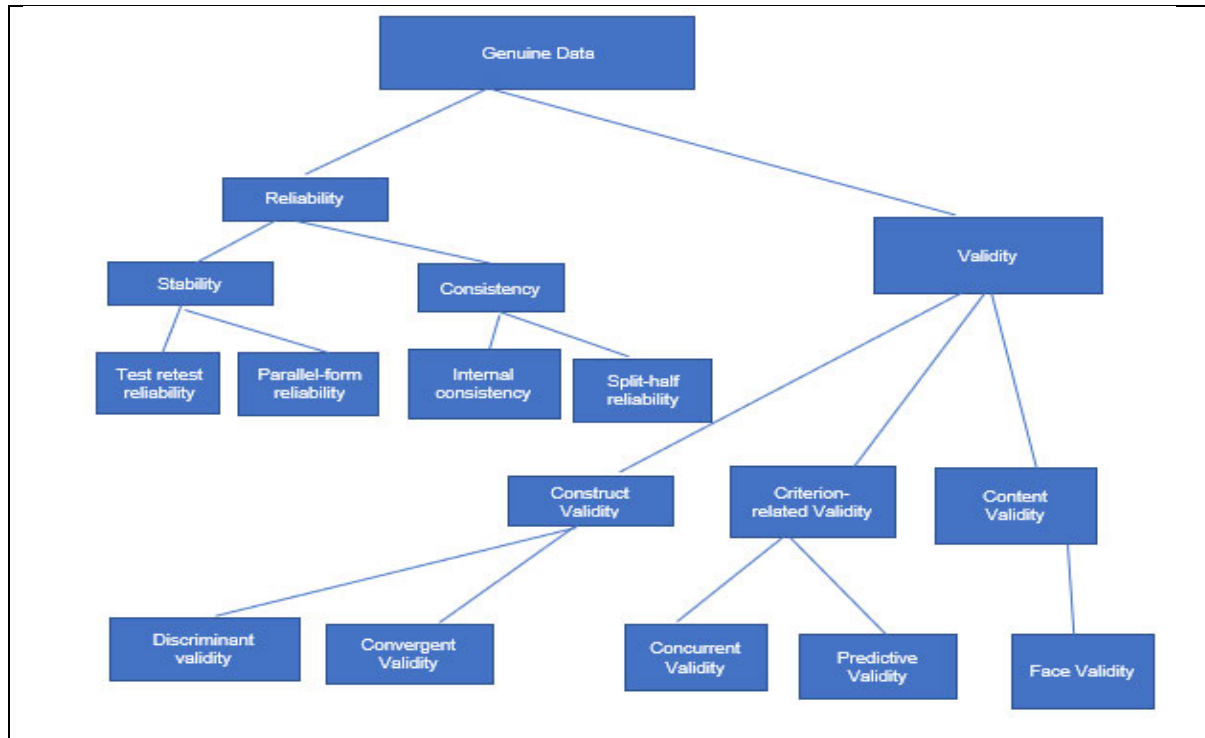 Genuine Data
Reliability
Validity
Stability
Consistency
Test retest
reliability
Parallel-form
reliability
Internal
consistency
Split-half
reliability
Construct
Validity
Criterion-
related Validity
Content
Validity
Discriminant
validity
Convergent
Validity
Concurrent
Validity
Predictive
Validity
Face Validity